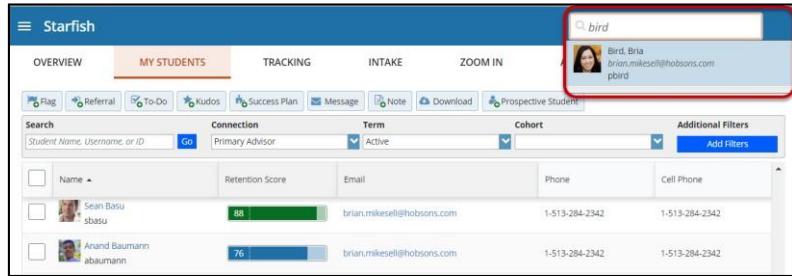 Starfish
bird
Bird, Bria
brian.mikesell@hobsons.com
pbird
OVERVIEW MY STUDENTS TRACKING INTAKE ZOOM IN A
Flag Referral To-Do Kudos Success Plan Message Note Download Prospective Student
Search Connection Term Cohort Additional Filters
Student Name, Username, or ID Go Primary Advisor Active Add Filters
Name Retention Score Email Phone Cell Phone
Sean Basu 88 brian.mikesell@hobsons.com 1-513-284-2342 1-513-284-2342
sbasu
Anand Baumann 76 brian.mikesell@hobsons.com 1-513-284-2342 1-513-284-2342
abaumann